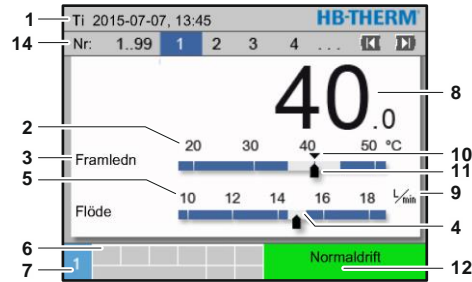 1 Ti 2015-07-07, 13:45 HB-THERM
14 Nr: 1..99 1 2 3 4 ...
40.0 8
2 20 30 40 50 °C 10
3 Framledn 11
5 10 12 14 16 18 L/min 9
Flöde 4
6
7 1 Normaldrift 12